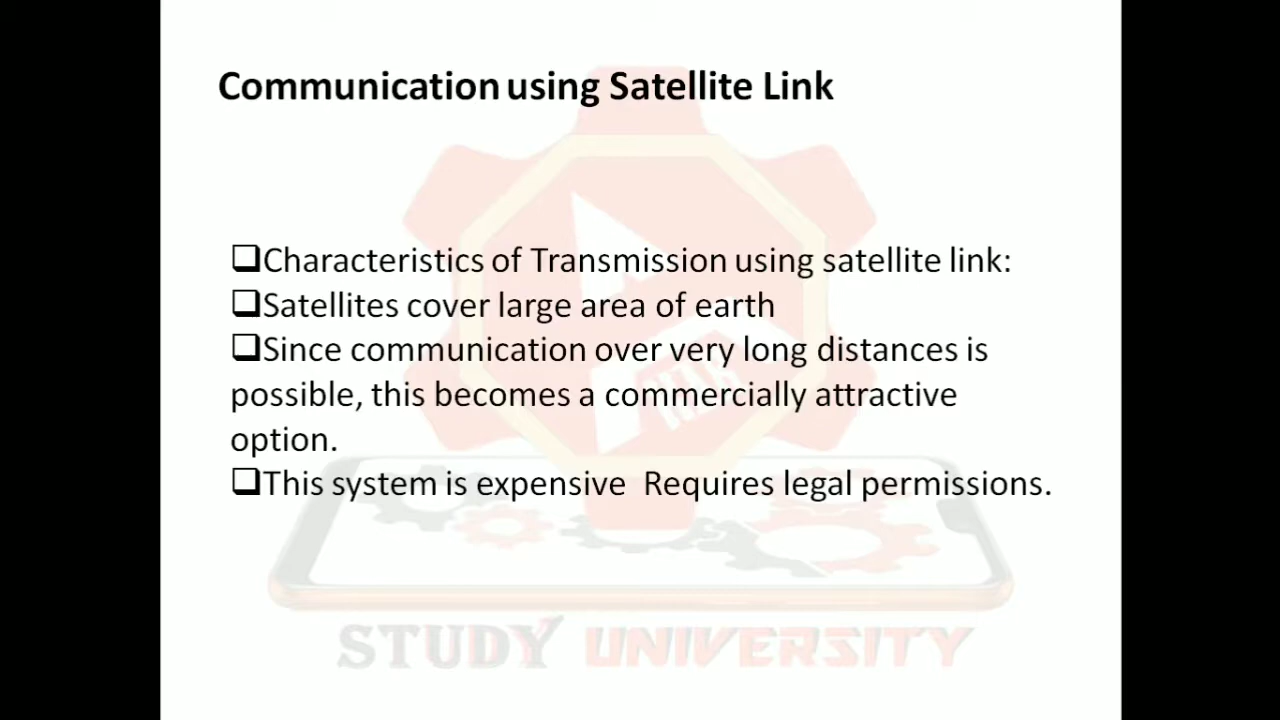 Communication using Satellite Link
❑Characteristics of Transmission using satellite link:
❑Satellites cover large area of earth
❑Since communication over very long distances is
possible, this becomes a commercially attractive
option.
❑This system is expensive  Requires legal permissions.
STUDY UNIVERSITY